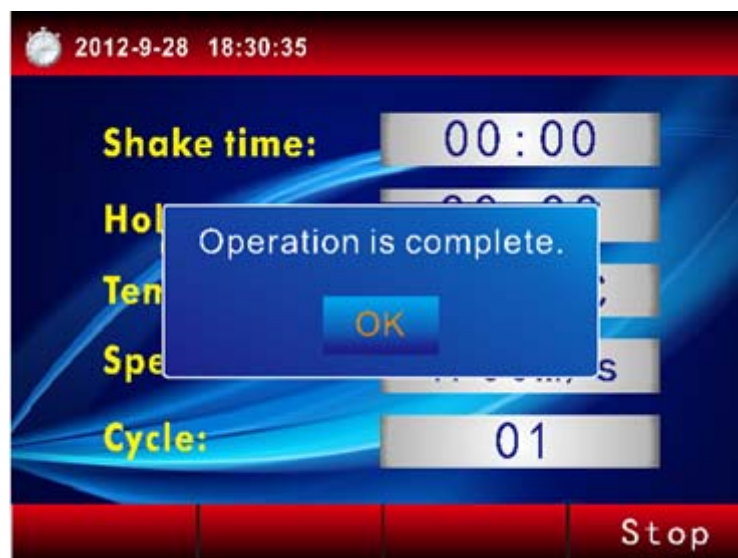 2012-9-28 18:30:35
Shake time: 00:00
Operation is complete.
OK
Cycle: 01
Stop